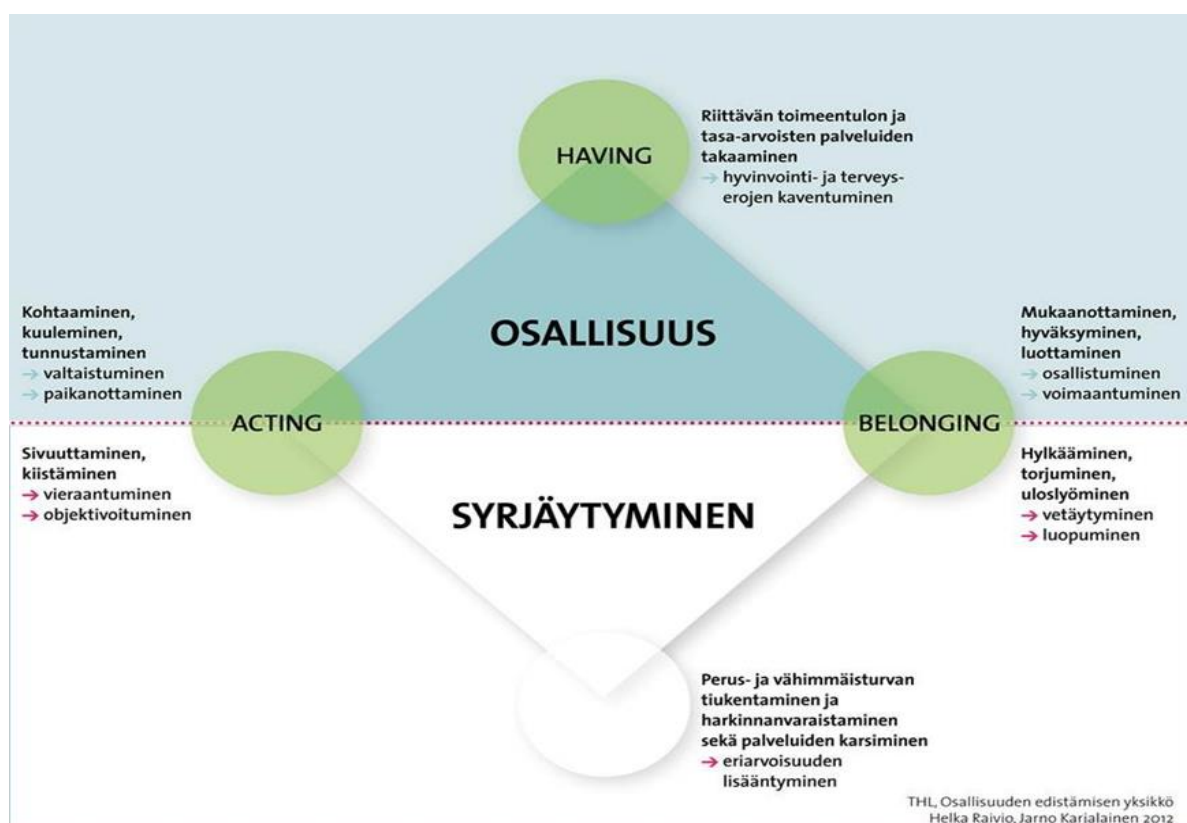 HAVING
Riittävän toimeentulon ja
tasa-arvoisten palveluiden
takaaminen
→ hyvinvointi- ja terveys-
erojen kaventuminen
OSALLISUUS
Kohtaaminen,
kuuleminen,
tunnustaminen
→ valtaistuminen
→ paikanottaminen
Mukaanottaminen,
hyväksyminen,
luottaminen
→ osallistuminen
→ voimaantuminen
ACTING
BELONGING
Sivuuttaminen,
kiistäminen
→ vieraantuminen
→ objektivoituminen
SYRJÄYTYMINEN
Hylkääminen,
torjuminen,
uloslyöminen
→ vetäytyminen
→ luopuminen
Perus- ja vähimmäisturvan
tiukentaminen ja
harkinnanvaraistaminen
sekä palveluiden karsiminen
→ eriarvoisuuden
lisääntyminen
THL, Osallisuuden edistämisen yksikkö
Helka Raivio, Jarno Karjalainen 2012